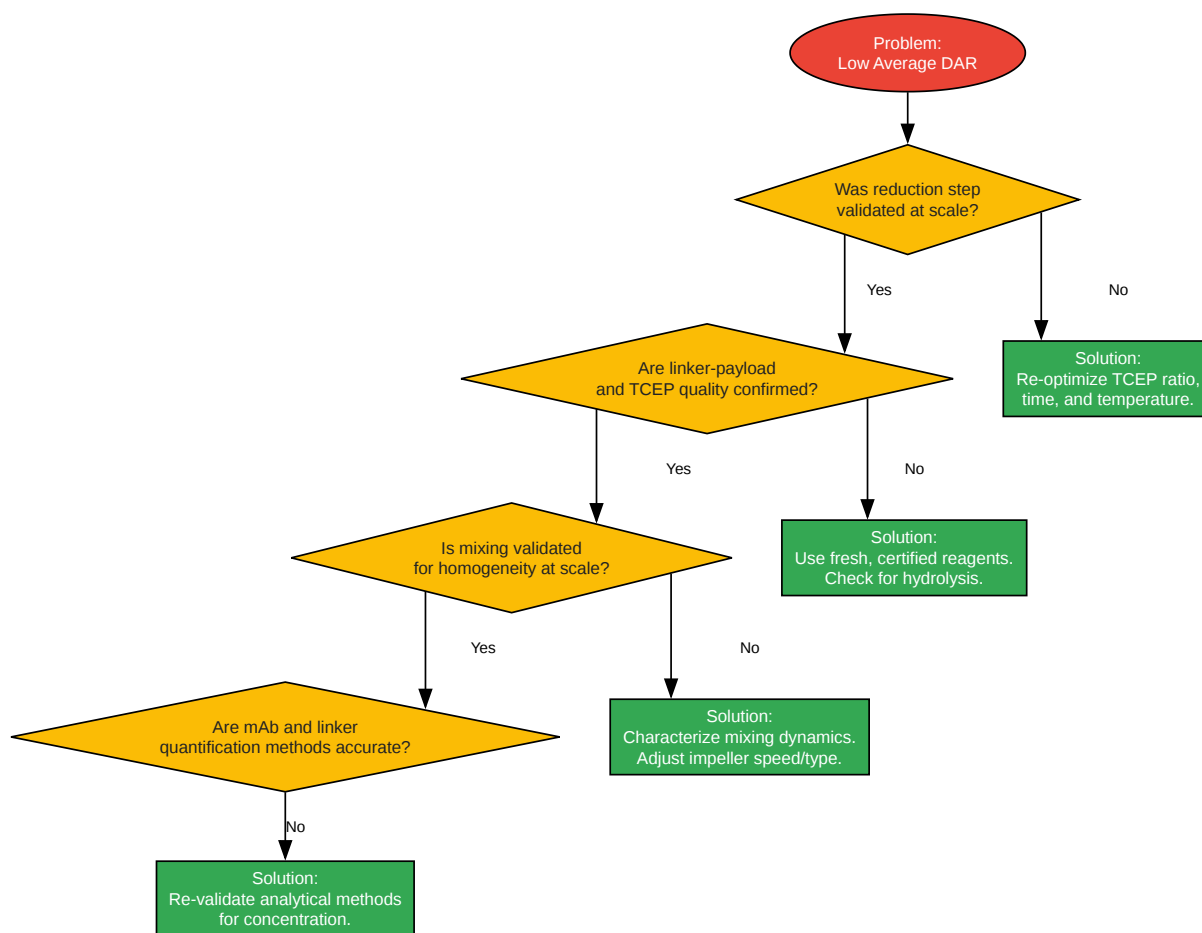 Problem:
Low Average DAR
Was reduction step
validated at scale?
Yes
No
Are linker-payload
and TCEP quality confirmed?
Solution:
Re-optimize TCEP ratio,
time, and temperature.
Yes
No
Is mixing validated
for homogeneity at scale?
Solution:
Use fresh, certified reagents.
Check for hydrolysis.
Yes
No
Are mAb and linker
quantification methods accurate?
Solution:
Characterize mixing dynamics.
Adjust impeller speed/type.
No
Solution:
Re-validate analytical methods
for concentration.